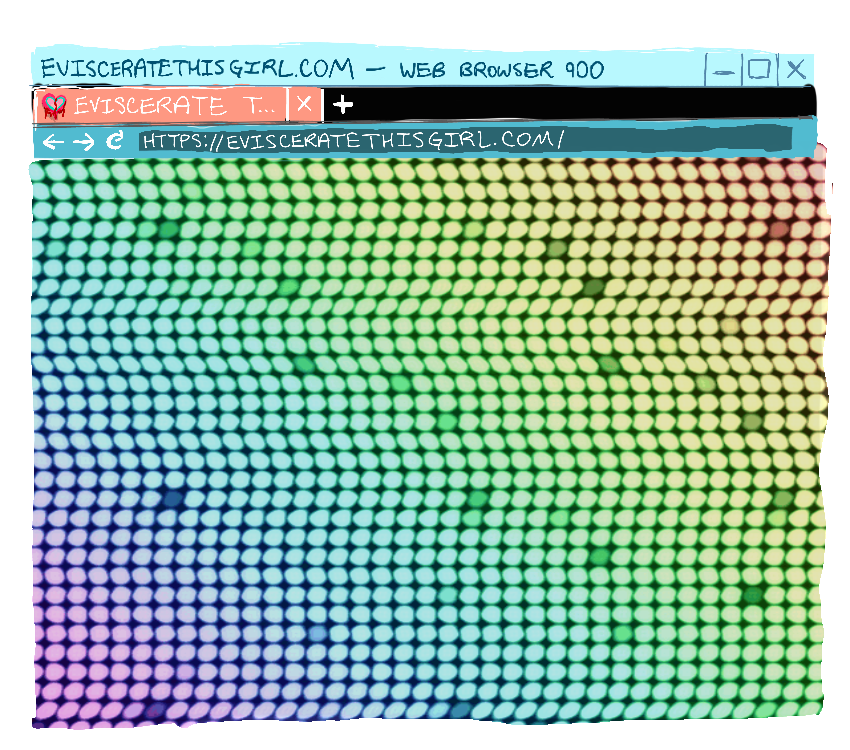 EVISCERATETHISGIRL.COM — WEB BROWSER 900
EVISCERATE T...
HTTPS://EVISCERATETHISGIRL.COM/